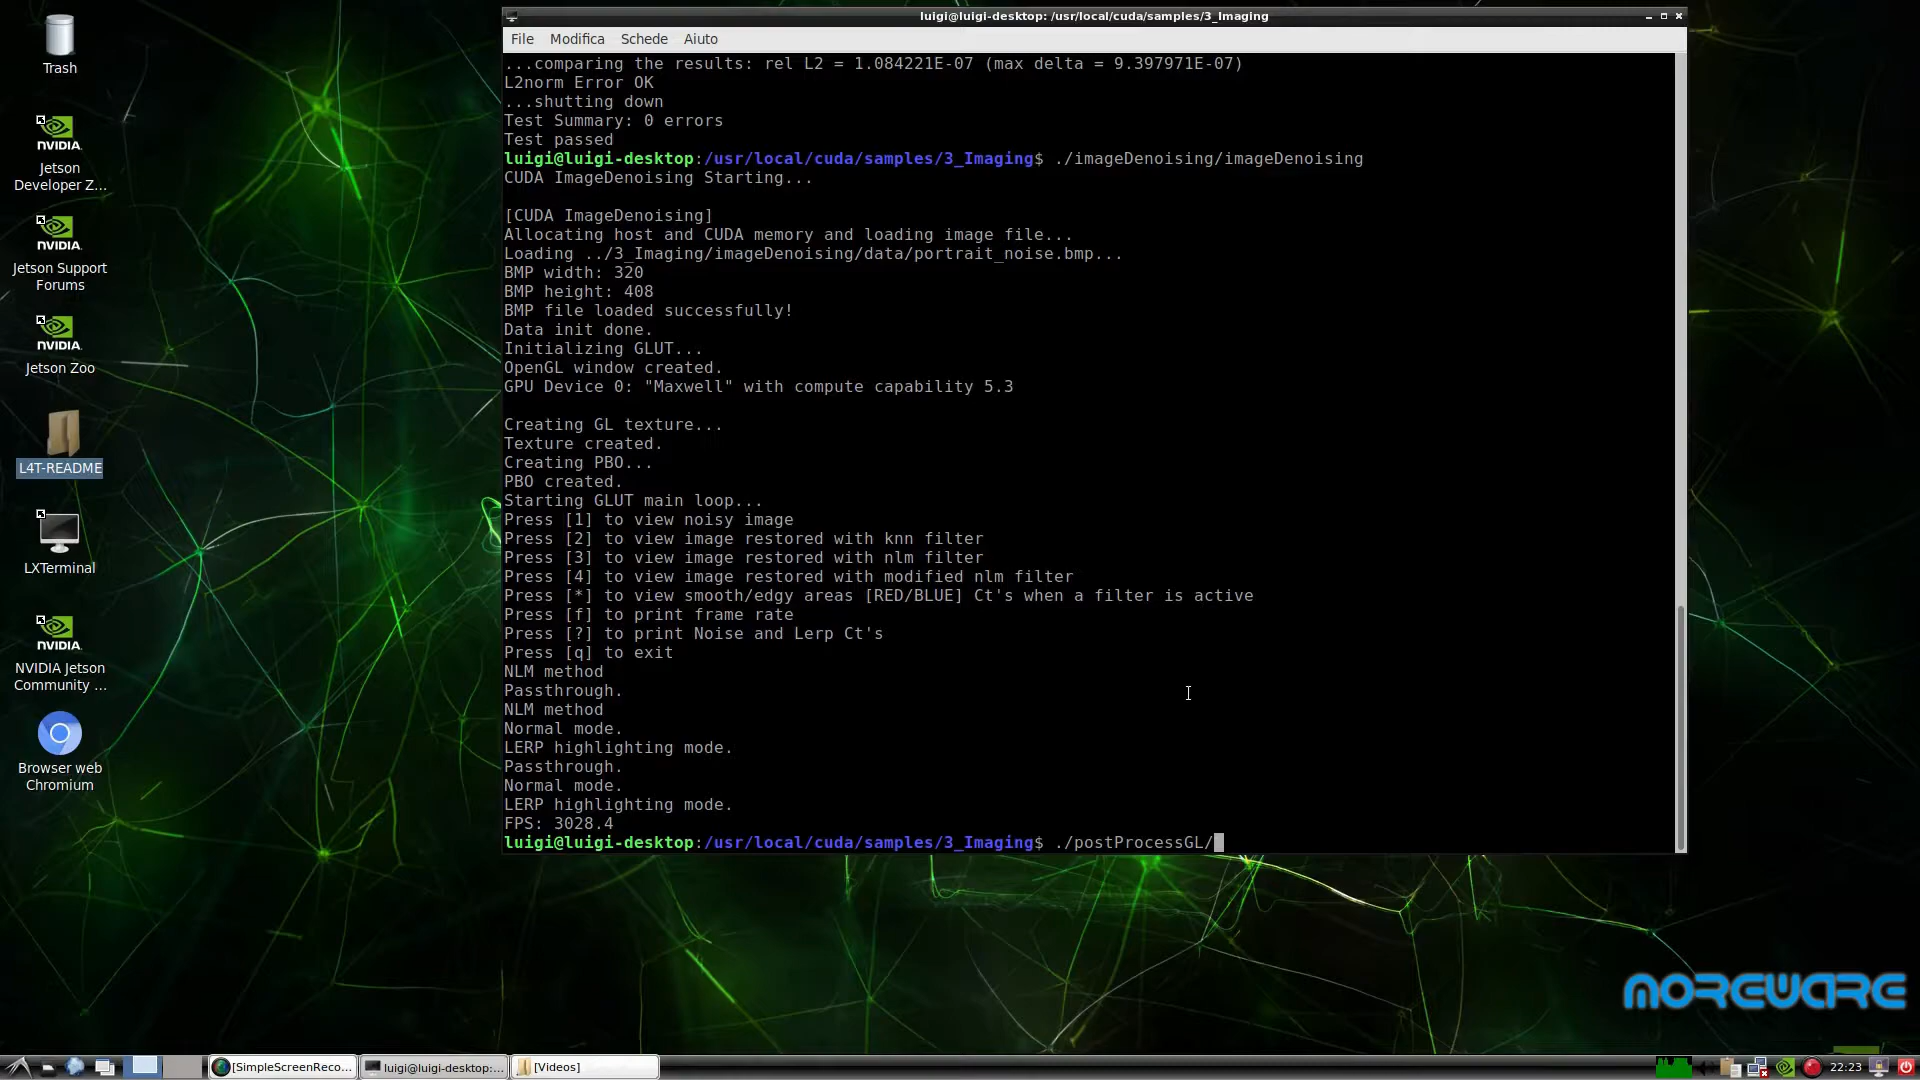 luigi@luigi-desktop: /usr/local/cuda/samples/3_Imaging
File Modifica Schede Aiuto
...comparing the results: rel L2 = 1.084221E-07 (max delta = 9.397971E-07)
L2norm Error OK
...shutting down
Test Summary: 0 errors
Test passed
luigi@luigi-desktop:/usr/local/cuda/samples/3_Imaging$ ./imageDenoising/imageDenoising
CUDA ImageDenoising Starting...
[CUDA ImageDenoising]
Allocating host and CUDA memory and loading image file...
Loading ../3_Imaging/imageDenoising/data/portrait_noise.bmp...
BMP width: 320
BMP height: 408
BMP file loaded successfully!
Data init done.
Initializing GLUT...
OpenGL window created.
GPU Device 0: "Maxwell" with compute capability 5.3
Creating GL texture...
Texture created.
Creating PBO...
PBO created.
Starting GLUT main loop...
Press [1] to view noisy image
Press [2] to view image restored with knn filter
Press [3] to view image restored with nlm filter
Press [4] to view image restored with modified nlm filter
Press [*] to view smooth/edgy areas [RED/BLUE] Ct's when a filter is active
Press [f] to print frame rate
Press [?] to print Noise and Lerp Ct's
Press [q] to exit
NLM method
Passthrough.
NLM method
Normal mode.
LERP highlighting mode.
Passthrough.
Normal mode.
LERP highlighting mode.
FPS: 3028.4
luigi@luigi-desktop:/usr/local/cuda/samples/3_Imaging$ ./postProcessGL/
Trash
NVIDIA.
Jetson
Developer Z...
NVIDIA.
Jetson Support
Forums
NVIDIA.
Jetson Zoo
L4T-README
LXTerminal
NVIDIA.
NVIDIA Jetson
Community ...
Browser web
Chromium
MOREWARE
[SimpleScreenReco...
luigi@luigi-desktop:...
[Videos]
22:23